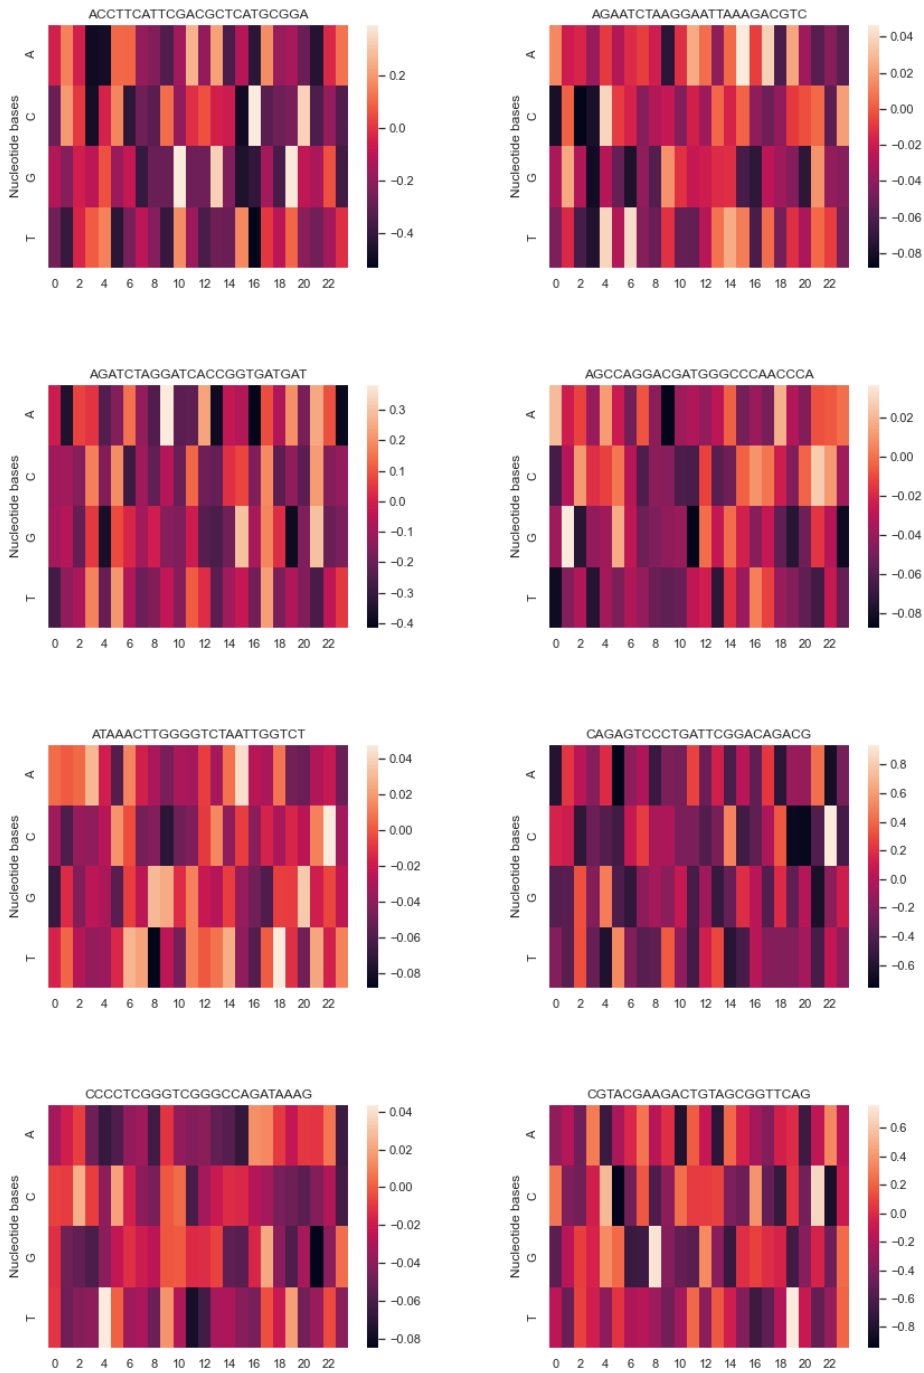 ACCTTCATTCGACGCTCATGCGGA
Nucleotide bases
A
C
G
T
0 2 4 6 8 10 12 14 16 18 20 22
0.2
0.0
−0.2
−0.4
AGAATCTAAGGAATTAAAGACGTC
Nucleotide bases
A
C
G
T
0 2 4 6 8 10 12 14 16 18 20 22
0.04
0.02
0.00
−0.02
−0.04
−0.06
−0.08
AGATCTAGGATCACCGGTGATGAT
Nucleotide bases
A
C
G
T
0 2 4 6 8 10 12 14 16 18 20 22
0.3
0.2
0.1
0.0
−0.1
−0.2
−0.3
−0.4
AGCCAGGACGATGGGCCCAACCCA
Nucleotide bases
A
C
G
T
0 2 4 6 8 10 12 14 16 18 20 22
0.02
0.00
−0.02
−0.04
−0.06
−0.08
ATAAACTTGGGGTCTAATTGGTCT
Nucleotide bases
A
C
G
T
0 2 4 6 8 10 12 14 16 18 20 22
0.04
0.02
0.00
−0.02
−0.04
−0.06
−0.08
CAGAGTCCCTGATTCGGACAGACG
Nucleotide bases
A
C
G
T
0 2 4 6 8 10 12 14 16 18 20 22
0.8
0.6
0.4
0.2
0.0
−0.2
−0.4
−0.6
CCCCTCGGGTCGGGCCAGATAAAG
Nucleotide bases
A
C
G
T
0 2 4 6 8 10 12 14 16 18 20 22
0.04
0.02
0.00
−0.02
−0.04
−0.06
−0.08
CGTACGAAGACTGTAGCGGTTCAG
Nucleotide bases
A
C
G
T
0 2 4 6 8 10 12 14 16 18 20 22
0.6
0.4
0.2
0.0
−0.2
−0.4
−0.6
−0.8